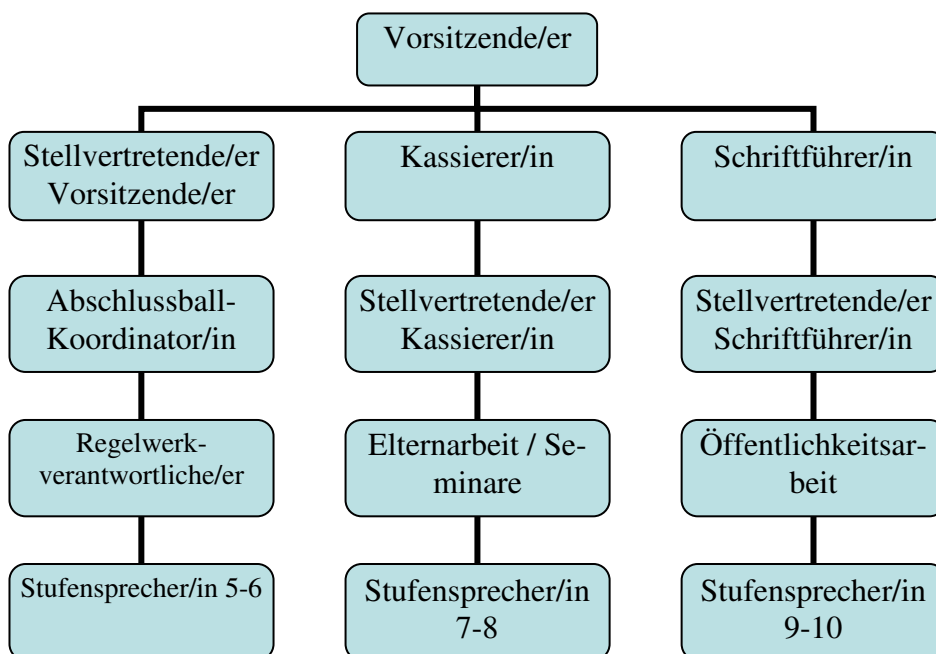 Vorsitzende/er
Stellvertretende/er
Vorsitzende/er
Kassierer/in
Schriftführer/in
Abschlussball-
Koordinator/in
Stellvertretende/er
Kassierer/in
Stellvertretende/er
Schriftführer/in
Regelwerk-
verantwortliche/er
Elternarbeit / Se-
minare
Öffentlichkeitsar-
beit
Stufensprecher/in 5-6
Stufensprecher/in
7-8
Stufensprecher/in
9-10